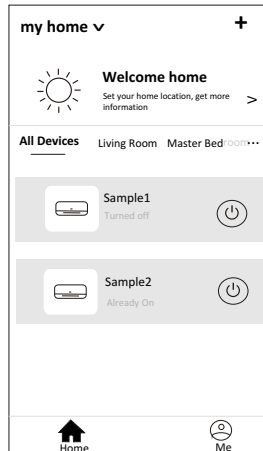 my home
Welcome home
Set your home location, get more
information
All Devices Living Room Master Bedroom
Sample1
Turned off
Sample2
Already On
Home Me